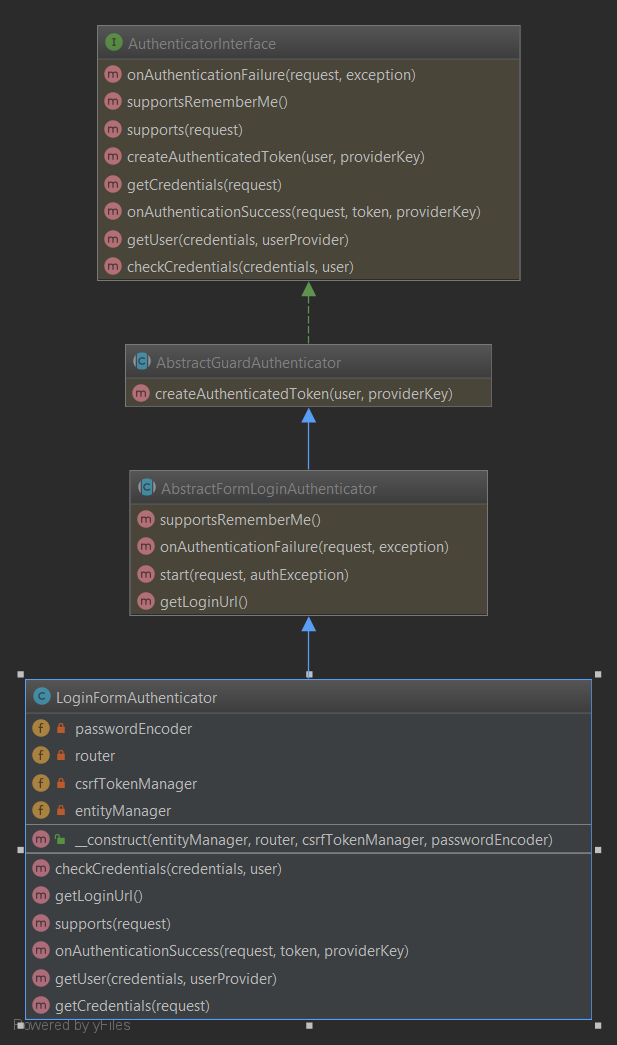 I AuthenticatorInterface
m onAuthenticationFailure(request, exception)
m supportsRememberMe()
m supports(request)
m createAuthenticatedToken(user, providerKey)
m getCredentials(request)
m onAuthenticationSuccess(request, token, providerKey)
m getUser(credentials, userProvider)
m checkCredentials(credentials, user)
C AbstractGuardAuthenticator
m createAuthenticatedToken(user, providerKey)
C AbstractFormLoginAuthenticator
m supportsRememberMe()
m onAuthenticationFailure(request, exception)
m start(request, authException)
m getLoginUrl()
C LoginFormAuthenticator
f passwordEncoder
f router
f csrfTokenManager
f entityManager
m __construct(entityManager, router, csrfTokenManager, passwordEncoder)
m checkCredentials(credentials, user)
m getLoginUrl()
m supports(request)
m onAuthenticationSuccess(request, token, providerKey)
m getUser(credentials, userProvider)
m getCredentials(request)
Powered by yFiles